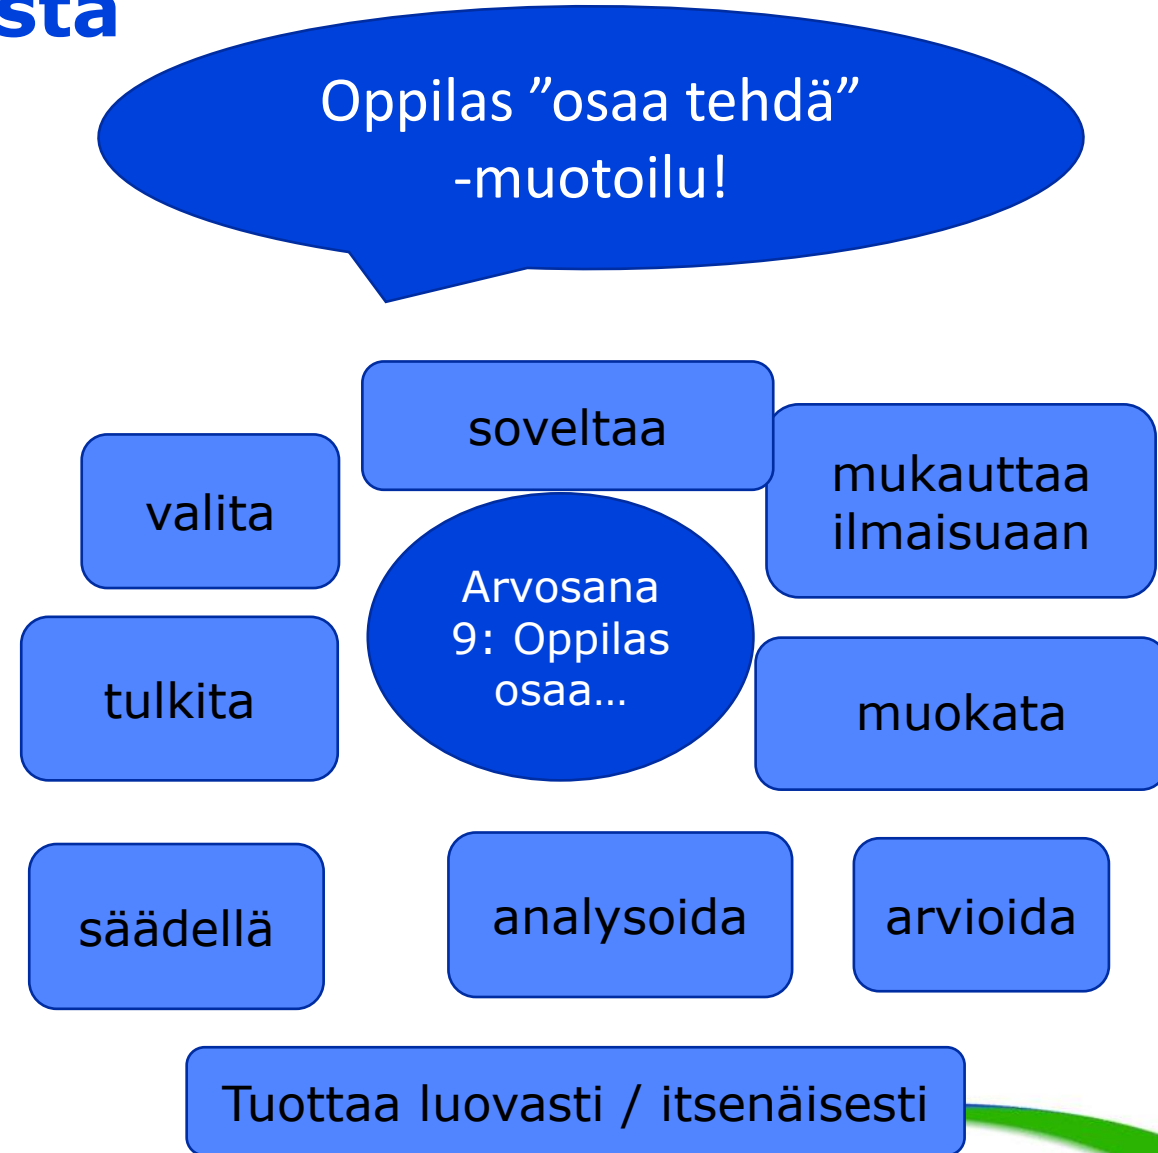 sta
Oppilas ”osaa tehdä”
-muotoilu!
soveltaa
valita
mukauttaa
ilmaisuaan
Arvosana
9: Oppilas
osaa…
tulkita
muokata
säädellä
analysoida
arvioida
Tuottaa luovasti / itsenäisesti